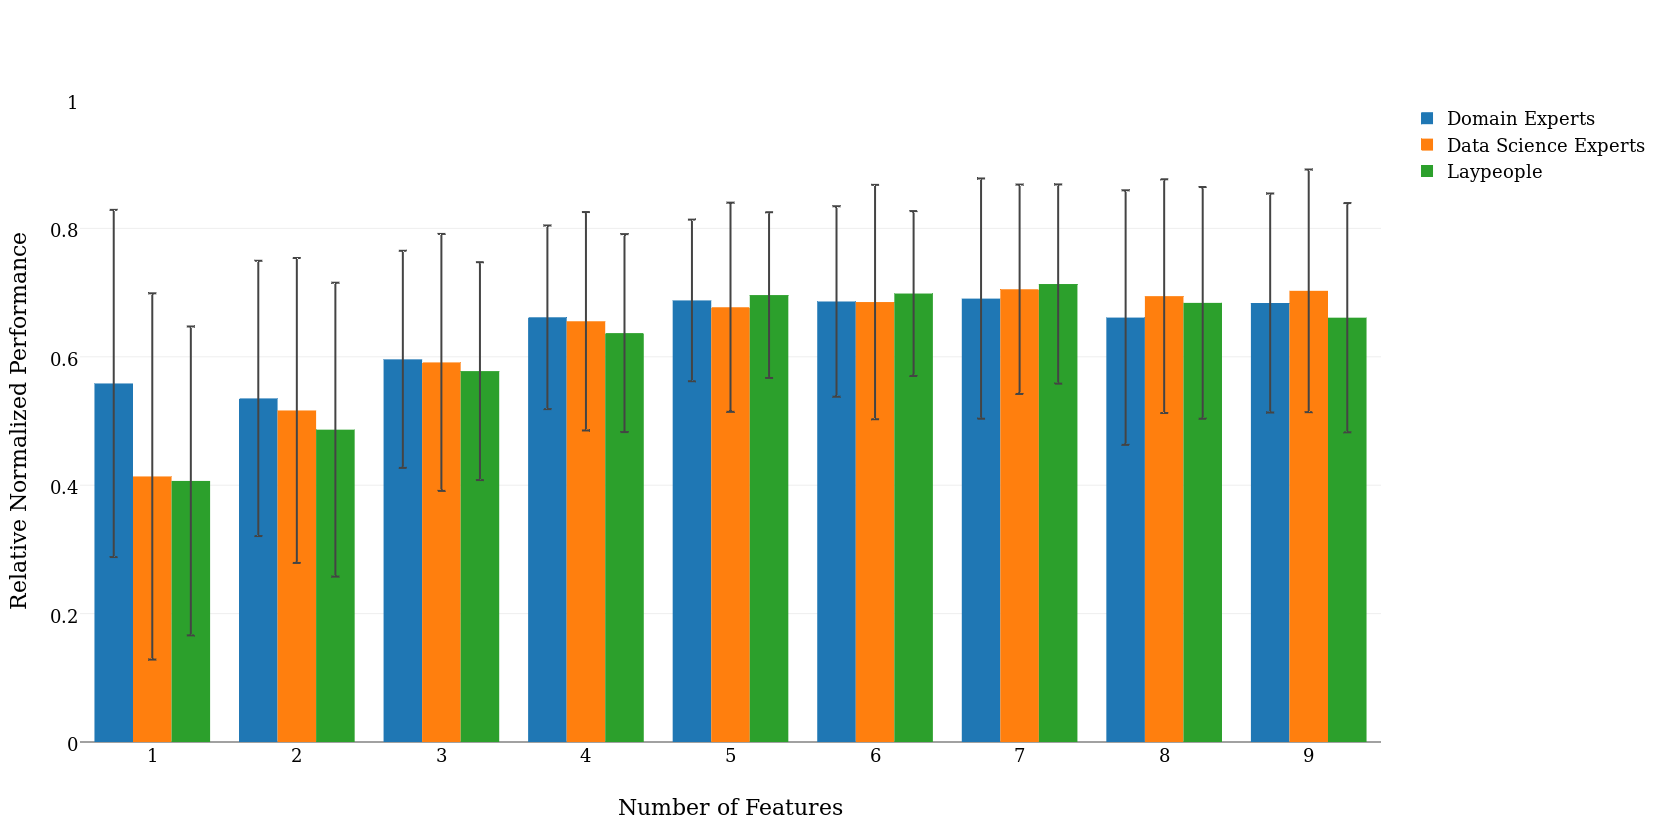 1
0.8
0.6
0.4
0.2
0
Relative Normalized Performance
1 2 3 4 5 6 7 8 9
Number of Features
Domain Experts
Data Science Experts
Laypeople